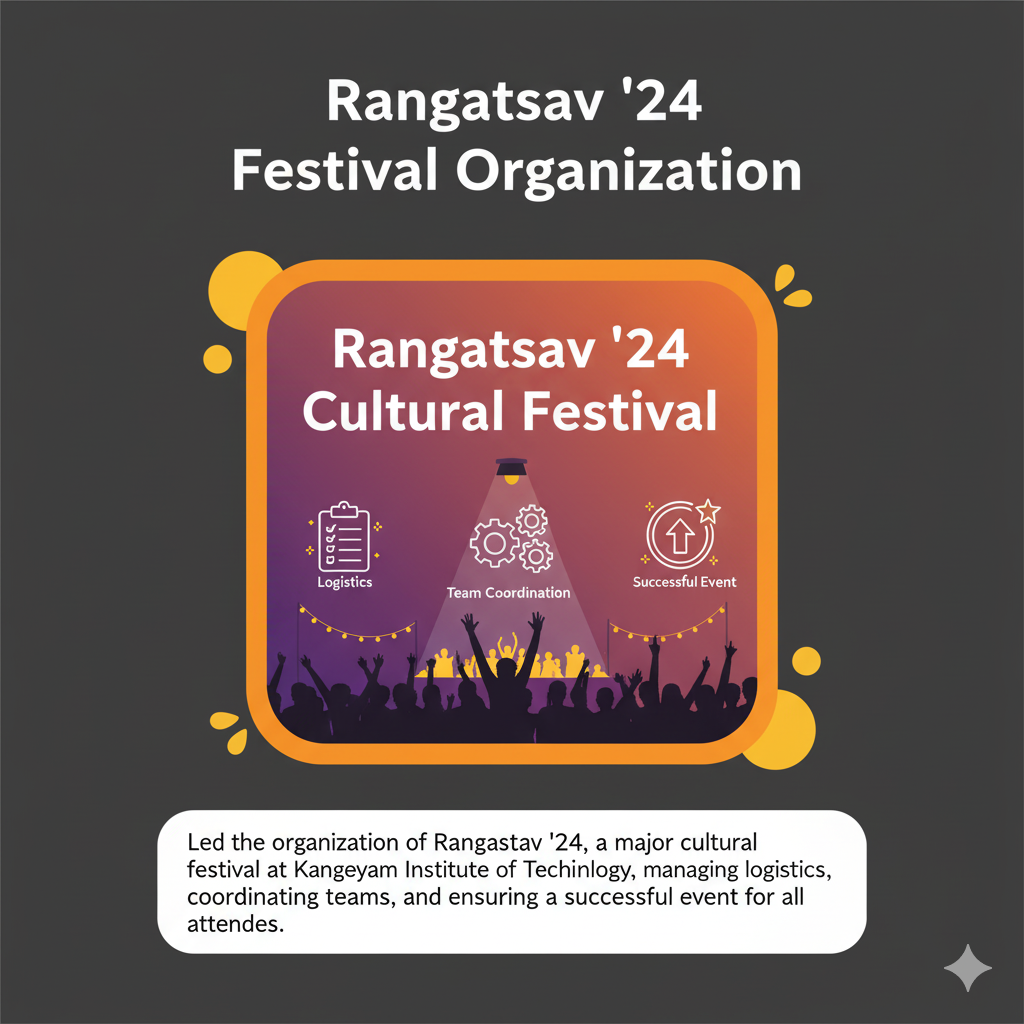 Rangatsav '24
Festival Organization
Rangatsav '24
Cultural Festival
Logistics
Team Coordination
Successful Event
Led the organization of Rangastav '24, a major cultural
festival at Kangeyam Institute of Techinlogy, managing logistics,
coordinating teams, and ensuring a successful event for all
attendes.